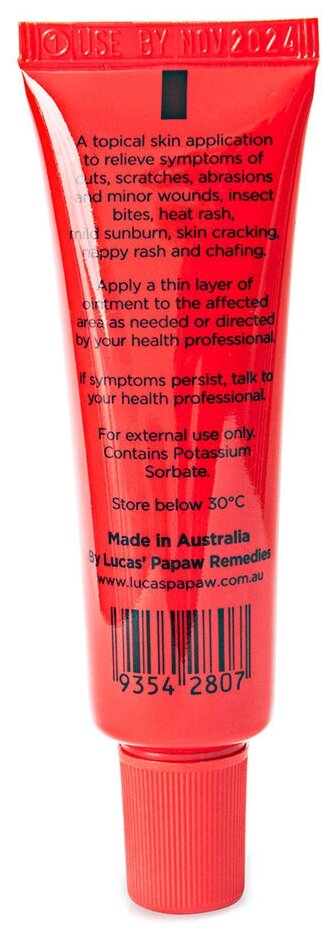 ① USE BY NOV 2024
A topical skin application
to relieve symptoms of
cuts, scratches, abrasions
and minor wounds, insect
bites, heat rash,
mild sunburn, skin cracking,
nappy rash and chafing.
Apply a thin layer of
ointment to the affected
area as needed or directed
by your health professional.
If symptoms persist, talk to
your health professional.
For external use only.
Contains Potassium
Sorbate.
Store below 30°C
Made in Australia
By Lucas' Papaw Remedies
www.lucaspapaw.com.au
9354 2807